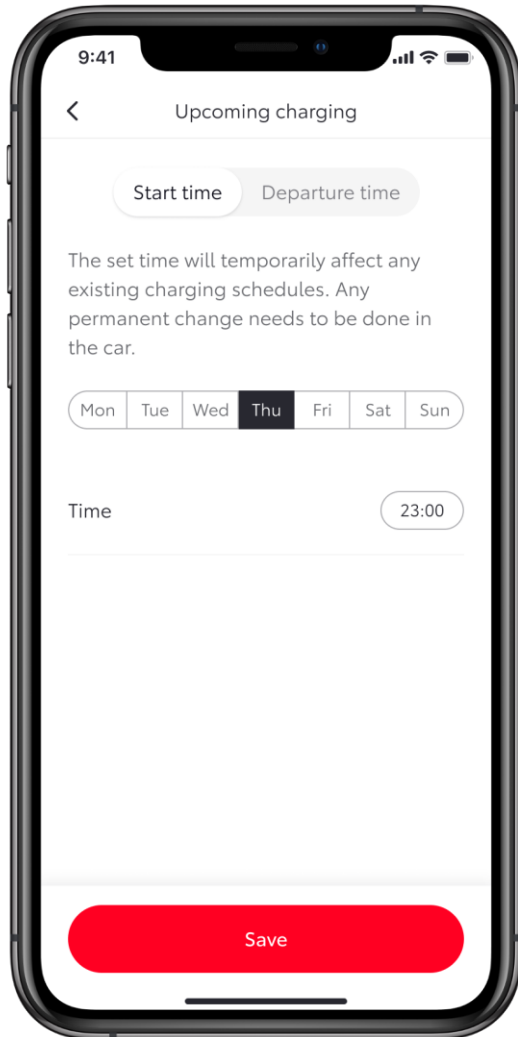 9:41
Upcoming charging
Start time Departure time
The set time will temporarily affect any
existing charging schedules. Any
permanent change needs to be done in
the car.
Mon Tue Wed Thu Fri Sat Sun
Time 23:00
Save